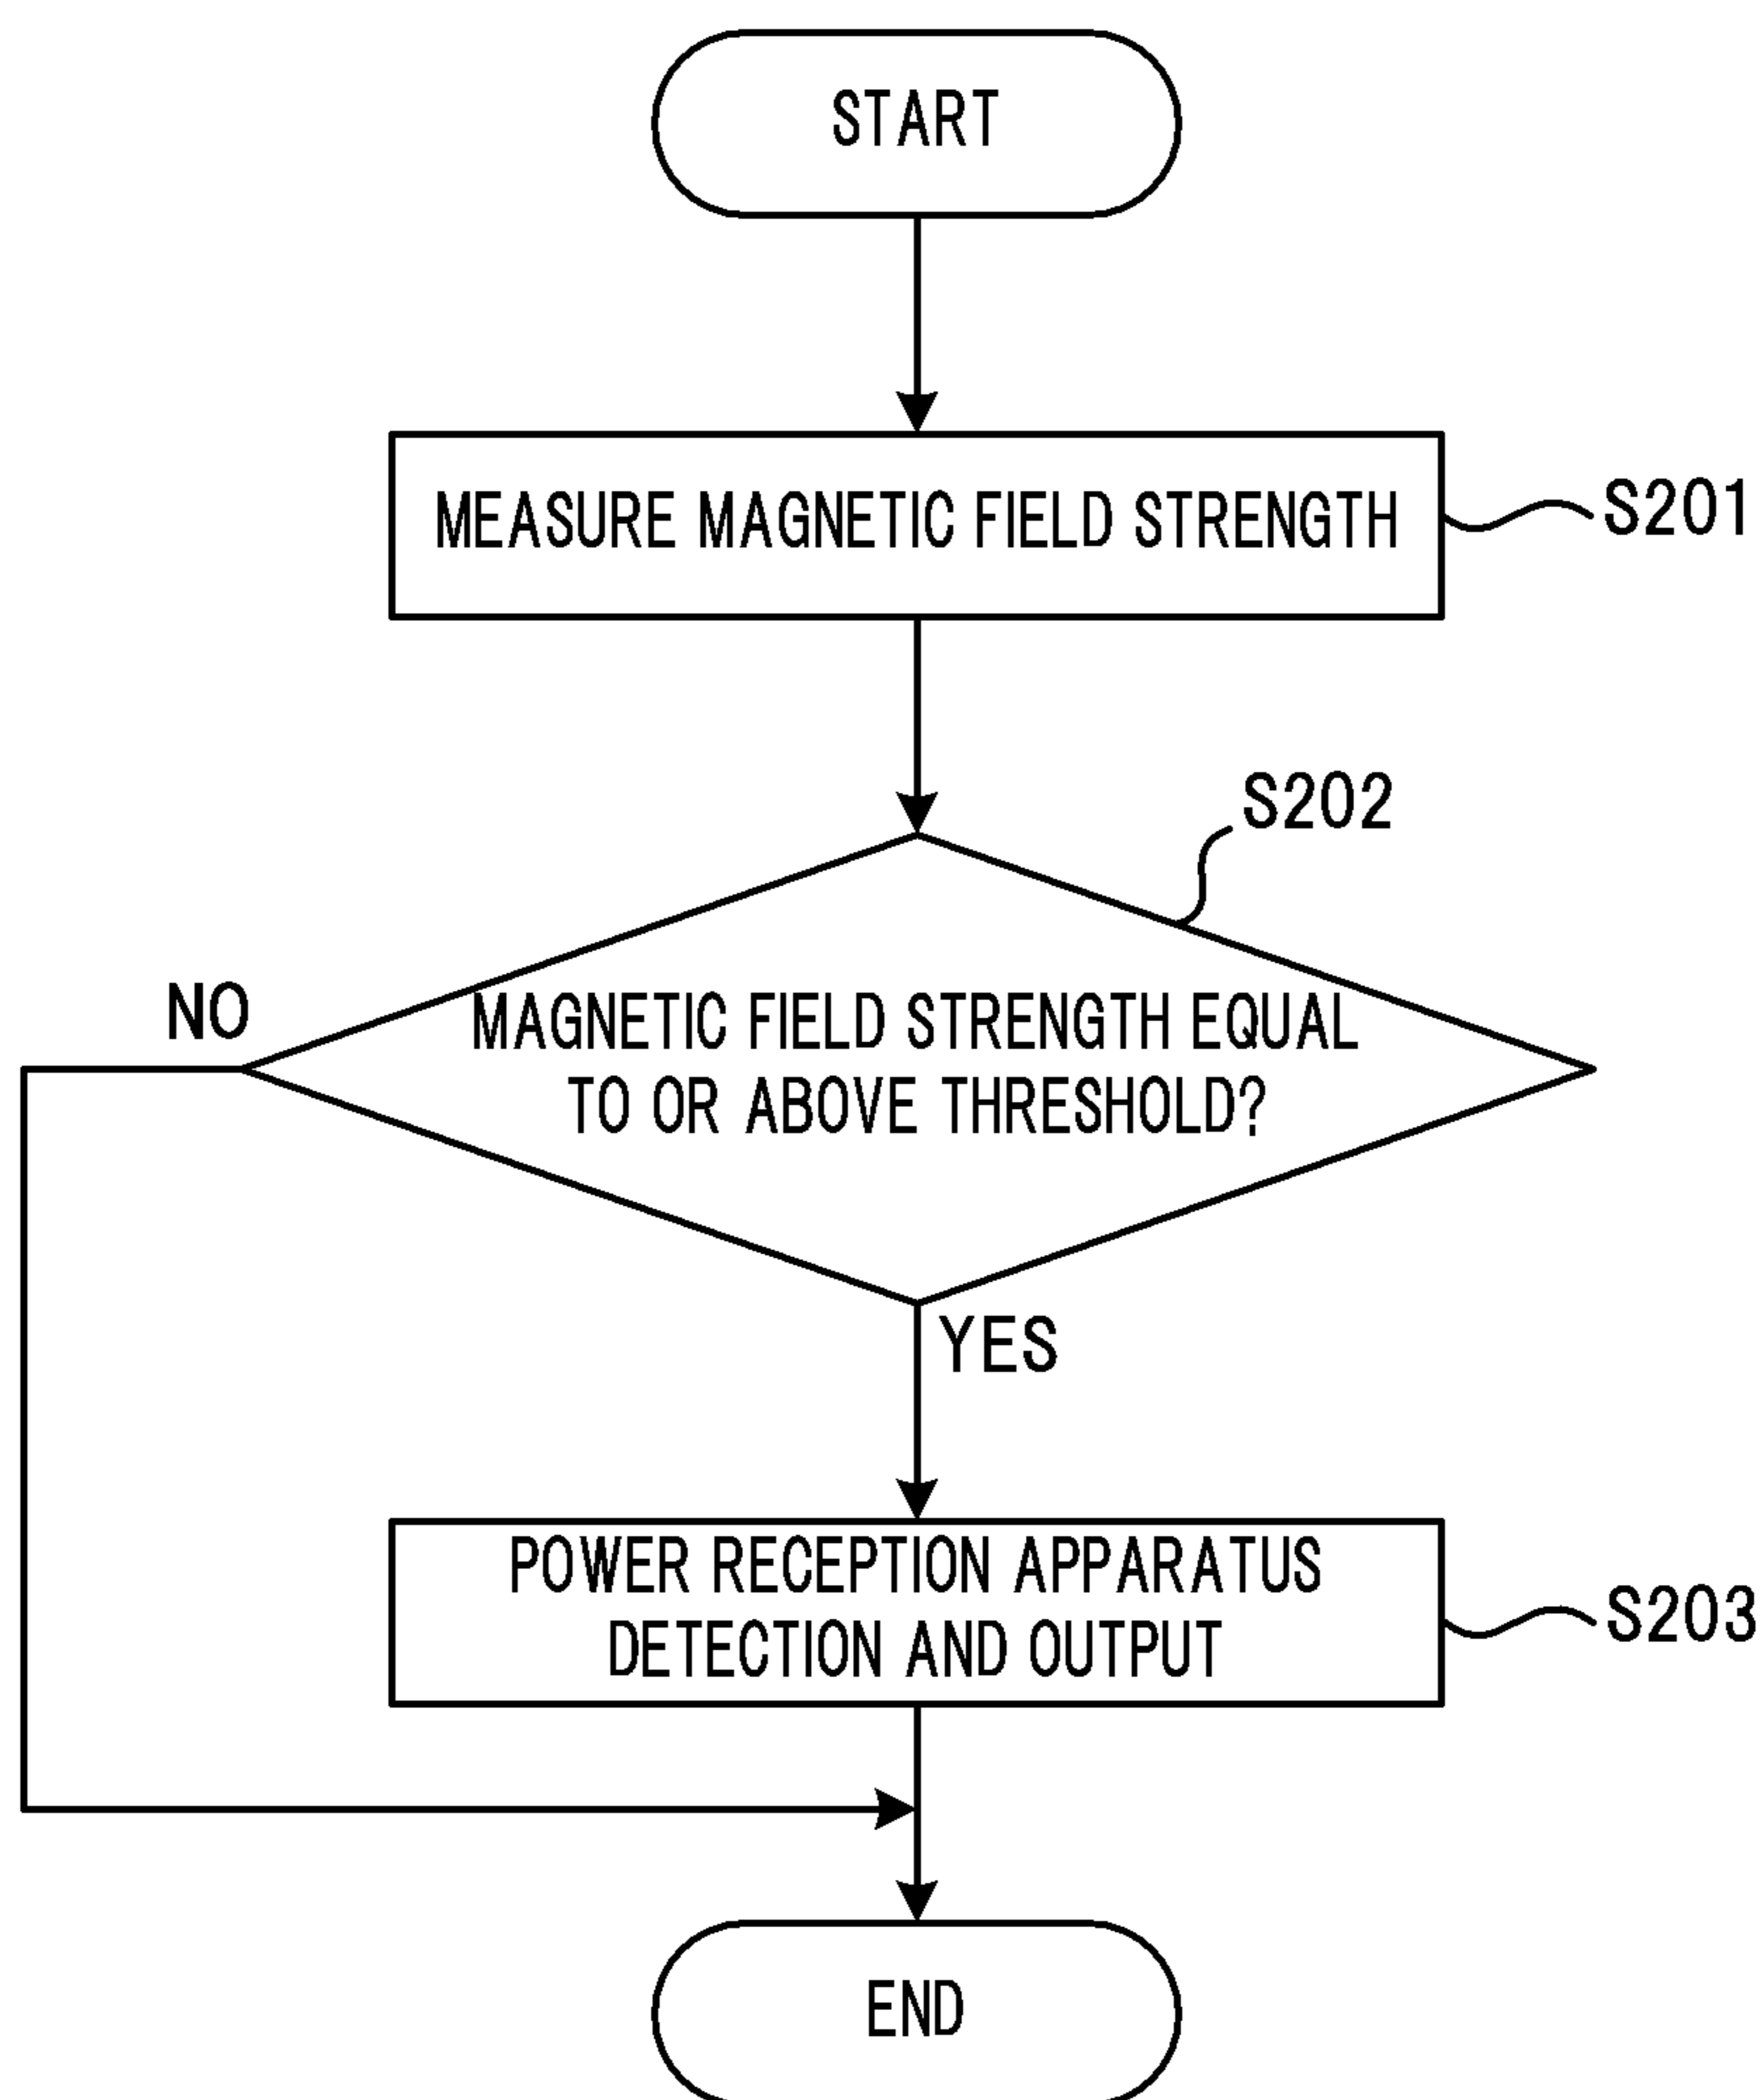 START
MEASURE MAGNETIC FIELD STRENGTH
S201
S202
NO
MAGNETIC FIELD STRENGTH EQUAL
TO OR ABOVE THRESHOLD?
YES
POWER RECEPTION APPARATUS
DETECTION AND OUTPUT
S203
END